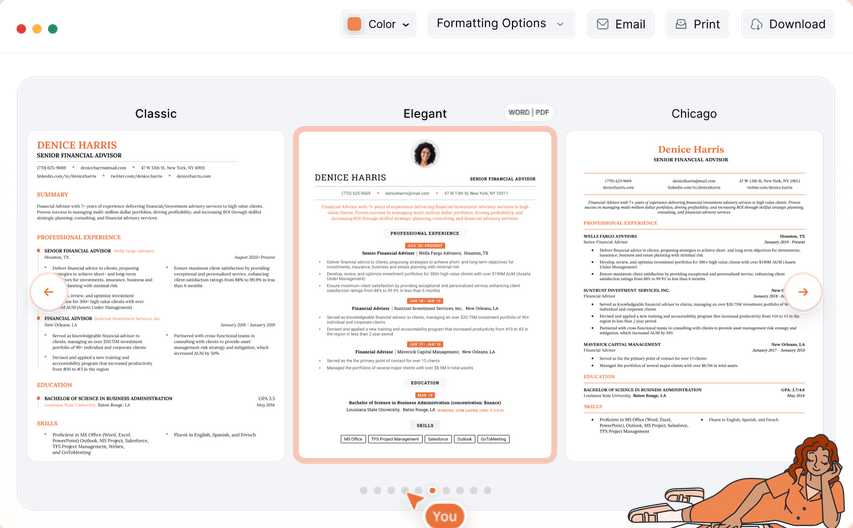 Color
Formatting Options
Email
Print
Download
Classic
Elegant
WORD | PDF
Chicago
DENICE HARRIS
SENIOR FINANCIAL ADVISOR
(770) 625-9669 * deniceharris@mail.com * 47 W 13th St, New York, NY 10011
linkedin.com/in/deniceharris * twitter.com/denice.harris * deniceharris.com
SUMMARY
Financial Advisor with 7+ years of experience delivering financial/investment advisory services to high value clients.
Proven success in managing multi-million dollar portfolios, driving profitability, and increasing ROI through skillful
strategic planning, consulting, and financial advisory services.
PROFESSIONAL EXPERIENCE
SENIOR FINANCIAL ADVISOR Wells Fargo Advisors
Houston, TX August 2020-Present
Deliver financial advice to clients, proposing
strategies to achieve short- and long-term
for investments, insurance, business and
planning with minimal risk
review, and optimize investment
for 300+ high value clients with over
AUM (Assets Under Management)
Ensure maximum client satisfaction by providing
exceptional and personalized service, enhancing
client satisfaction ratings from 88% to 99.9% in
less than 6 months
FINANCIAL ADVISOR Suntrust Investment Services, Inc.
New Orleans, LA January 2019 - January 2019
Served as knowledgeable financial advisor to
clients, managing an over $20.75M investment
portfolio of 90+ individual and corporate clients
Devised and applied a new training and
accountability program that increased productivity
from #10 to #3 in the region
Partnered with cross-functional teams in
consulting with clients to provide asset
management risk strategy and mitigation, which
increased AUM by 50%
EDUCATION
BACHELOR OF SCIENCE IN BUSINESS ADMINISTRATION GPA 3.5
Louisiana State University, Baton Rouge, LA May 2014
SKILLS
Proficient in MS Office (Word, Excel,
PowerPoint) Outlook, MS Project, Salesforce,
TFS Project Management, Webex,
and GoToMeeting
Fluent in English, Spanish, and French
DENICE HARRIS SENIOR FINANCIAL ADVISOR
(770) 625-9669 * deniceharris@mail.com * 47 W 13th St, New York, NY 10011
Financial Advisor with 7+ years of experience delivering financial/investment advisory services to high
value clients. Proven success in managing multi-million dollar portfolios, driving profitability, and
increasing ROI through skillful strategic planning, consulting, and financial advisory services.
PROFESSIONAL EXPERIENCE
AUG '20 - PRESENT
Senior Financial Advisor | Wells Fargo Advisors, Houston, TX
Deliver financial advice to clients, proposing strategies to achieve short- and long-term objectives for
investments, insurance, business and estate planning with minimal risk
Develop, review, and optimize investment portfolios for 300+ high value clients with over $190M AUM (Assets
Under Management)
Ensure maximum client satisfaction by providing exceptional and personalized service, enhancing client
satisfaction ratings from 88% to 99.9% in less than 6 months
Financial Advisor | Suntrust Investment Services, Inc. New Orleans, LA
Served as knowledgeable financial advisor to clients, managing an over $20.75M investment portfolio of 90+
individual and corporate clients
Devised and applied a new training and accountability program that increased productivity from #10 to #3 in
the region in less than 2 year period
Financial Advisor | Maverick Capital Management, New Orleans, LA
Served as the primary point of contact for over 15 clients
Managed the portfolios of several major clients with over $8.5M in total assets
EDUCATION
Bachelor of Science in Business Administration (concentration: finance)
Louisiana State University, Baton Rouge, LA
SKILLS
MS Office TFS Project Management Salesforce Outlook GoToMeeting
Denice Harris
SENIOR FINANCIAL ADVISOR
(770) 625-9669 deniceharris@mail.com 47 W 13th St, New York, NY 10011
deniceharris.com linkedin.com/in/deniceharris twitter.com/deniceharris
Financial Advisor with 7+ years of experience delivering financial/investment advisory services to high value clients. Proven
success in managing multi-million dollar portfolios, driving profitability, and increasing ROI through skillful strategic planning,
consulting, and financial advisory services.
PROFESSIONAL EXPERIENCE
WELLS FARGO ADVISORS Houston, TX
Senior Financial Advisor January 2019 - Present
Deliver financial advice to clients, proposing strategies to achieve short- and long-term objectives for investments,
insurance, business and estate planning with minimal risk
Develop, review, and optimize investment portfolios for 300+ high value clients with over $190M AUM (Assets
Under Management)
Ensure maximum client satisfaction by providing exceptional and personalized service, enhancing client
satisfaction ratings from 88% to 99.9% in less than 6 months
SUNTRUST INVESTMENT SERVICES, INC.
Financial Advisor
Served as knowledgeable financial advisor to clients, managing an over $20.75M investment portfolio of 90+
individual and corporate clients
Devised and applied a new training and accountability program that increased productivity from #10 to #3 in the
region in less than 2 year period
Partnered with cross-functional teams in consulting with clients to provide asset management risk strategy and
mitigation, which increased AUM by 50%
MAVERICK CAPITAL MANAGEMENT New Orleans, LA
Financial Advisor January 2017 - January 2014
Served as the primary point of contact for over 15 clients
Managed the portfolios of several major clients with over $8.5M in total assets
EDUCATION
BACHELOR OF SCIENCE IN BUSINESS ADMINISTRATION GPA: 3.7/4.0
Louisiana State University, Baton Rouge, LA May 2014
SKILLS
Proficient in MS Office (Word, Excel,
PowerPoint) Outlook, MS Project, Salesforce,
TFS Project Management
Fluent in English, Spanish, and French
You